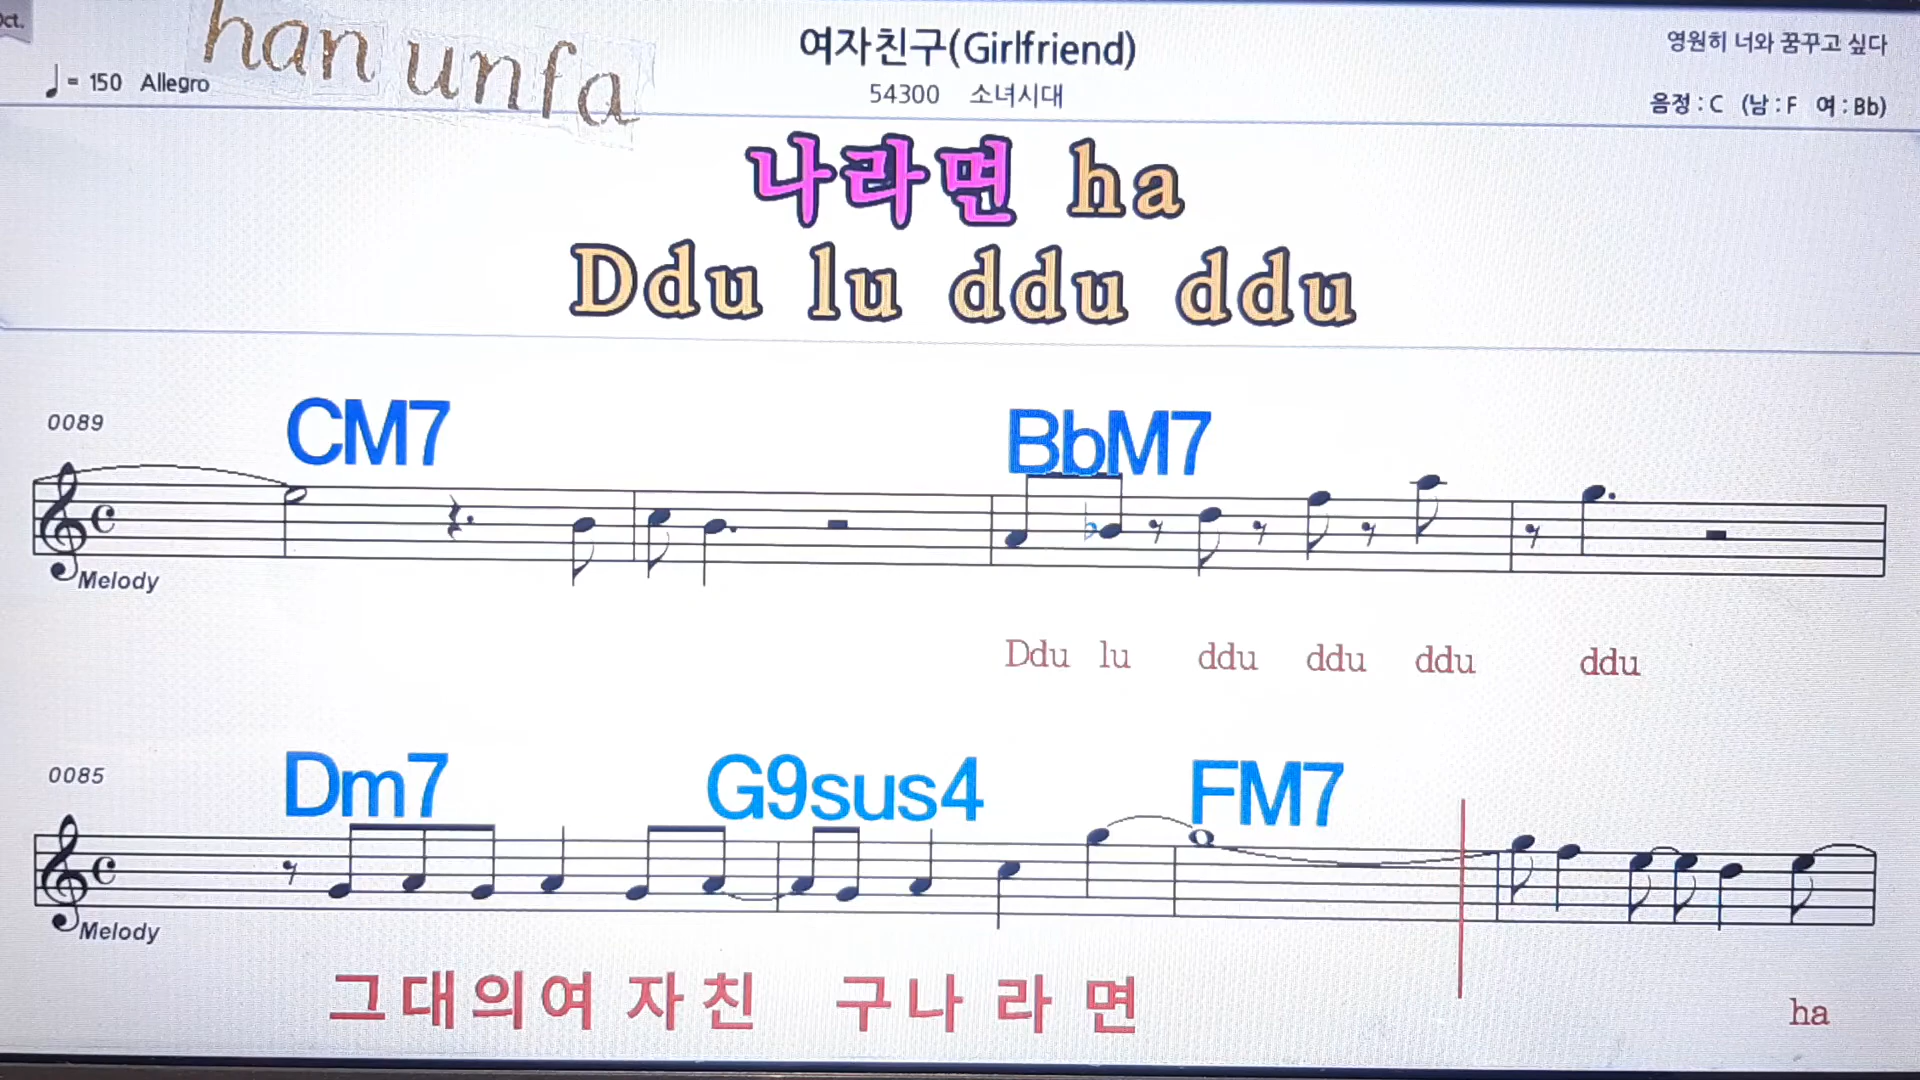 Oct.
han unfa
♩ = 150 Allegro
여자친구(Girlfriend)
54300 소녀시대
영원히 너와 꿈꾸고 싶다
음정 : C (남 : F 여 : Bb)
나라면 ha
Ddu lu ddu ddu
0089
CM7 BbM7
Melody
Ddu lu ddu ddu ddu ddu
0085
Dm7 G9sus4 FM7
Melody
그대의여 자친 구나 라 면 ha